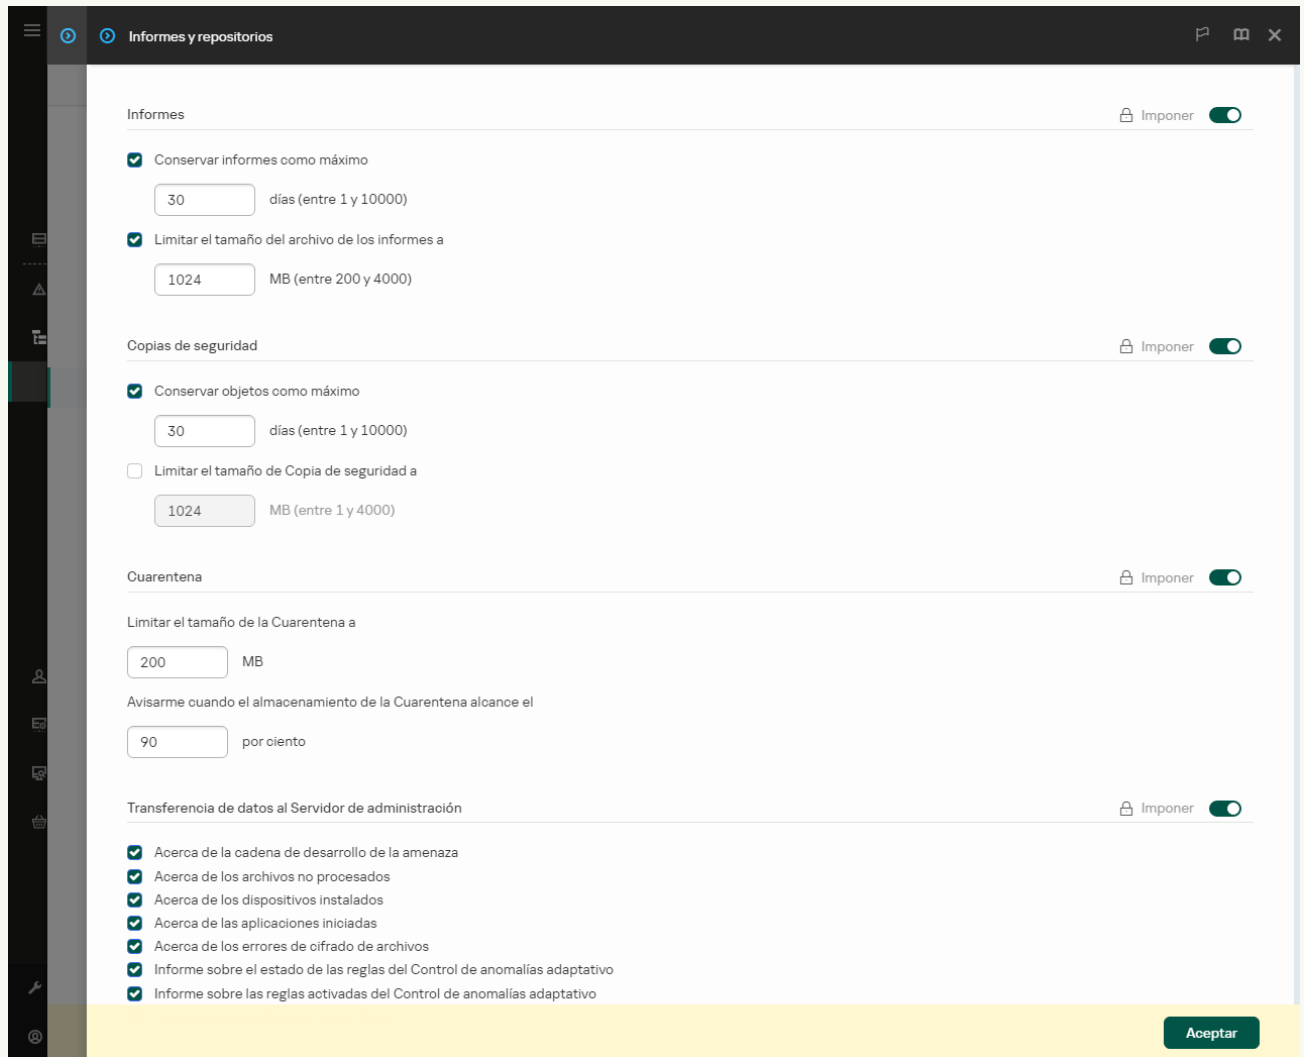 Informes y repositorios
Informes
Imponer
Conservar informes como máximo
30 días (entre 1 y 10000)
Limitar el tamaño del archivo de los informes a
1024 MB (entre 200 y 4000)
Copias de seguridad
Imponer
Conservar objetos como máximo
30 días (entre 1 y 10000)
Limitar el tamaño de Copia de seguridad a
1024 MB (entre 1 y 4000)
Cuarentena
Imponer
Limitar el tamaño de la Cuarentena a
200 MB
Avisarme cuando el almacenamiento de la Cuarentena alcance el
90 por ciento
Transferencia de datos al Servidor de administración
Imponer
Acerca de la cadena de desarrollo de la amenaza
Acerca de los archivos no procesados
Acerca de los dispositivos instalados
Acerca de las aplicaciones iniciadas
Acerca de los errores de cifrado de archivos
Informe sobre el estado de las reglas del Control de anomalías adaptativo
Informe sobre las reglas activadas del Control de anomalías adaptativo
Aceptar